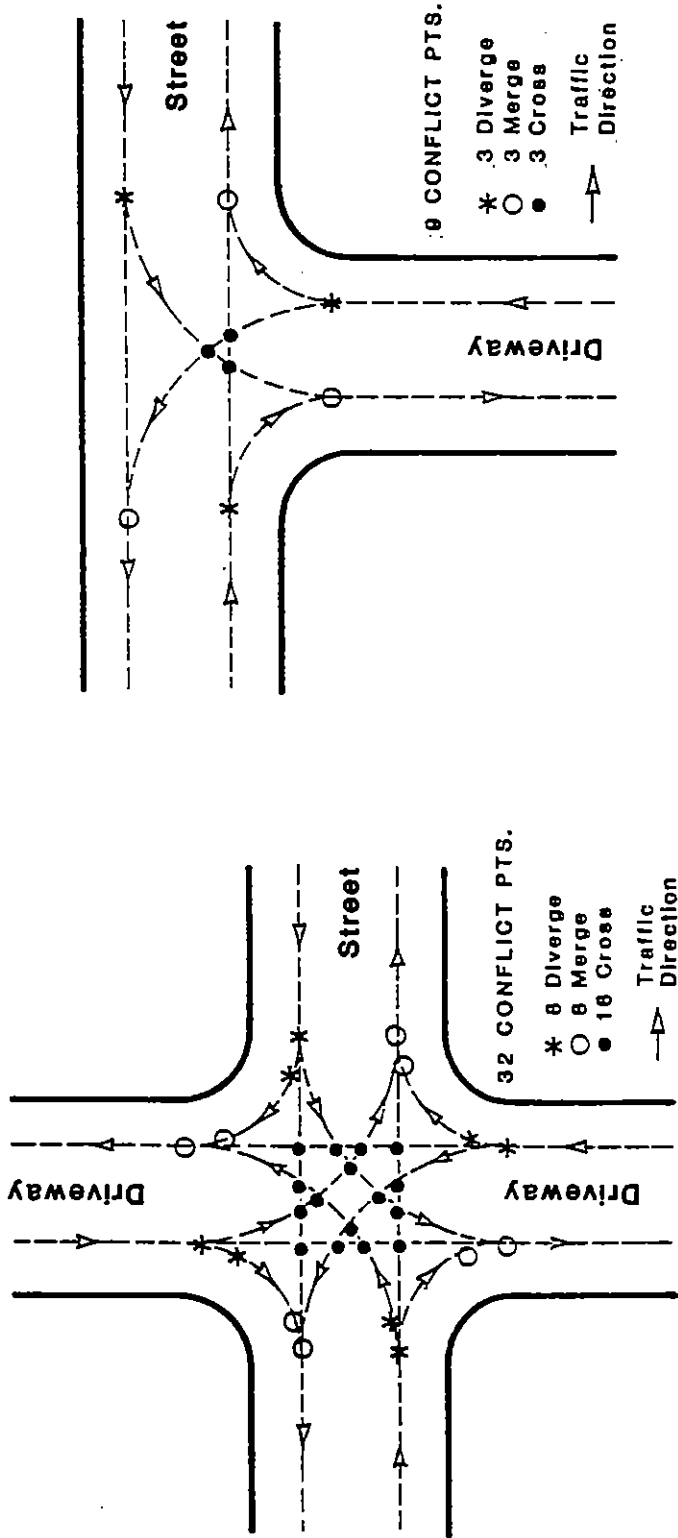 Driveway
Street
Driveway
32 CONFLICT PTS.
8 Diverge
8 Merge
16 Cross
Traffic
Direction
Street
Driveway
9 CONFLICT PTS.
3 Diverge
3 Merge
3 Cross
Traffic
Direction